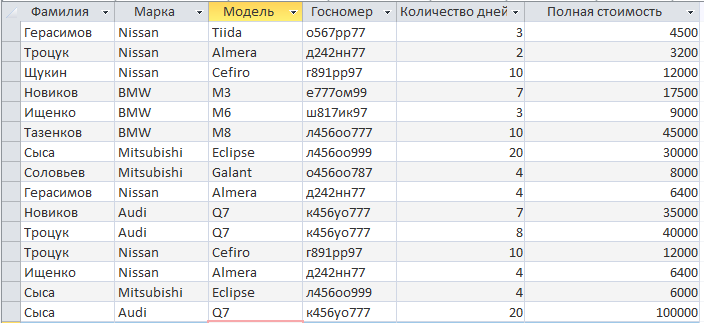 Фамилия Марка Модель Госномер Количество дней Полная стоимость
Герасимов Nissan Tiida о567рр77 3 4500
Троцук Nissan Almera д242нн77 2 3200
Щукин Nissan Cefiro г891рр97 10 12000
Новиков BMW M3 е777ом99 7 17500
Ищенко BMW M6 ш817ик97 3 9000
Тазенков BMW M8 л456оо777 10 45000
Сыса Mitsubishi Eclipse л456оо999 20 30000
Соловьев Mitsubishi Galant о456оо787 4 8000
Герасимов Nissan Almera д242нн77 4 6400
Новиков Audi Q7 к456уо777 7 35000
Троцук Audi Q7 к456уо777 8 40000
Троцук Nissan Cefiro г891рр97 10 12000
Ищенко Nissan Almera д242нн77 4 6400
Сыса Mitsubishi Eclipse л456оо999 4 6000
Сыса Audi Q7 к456уо777 20 100000